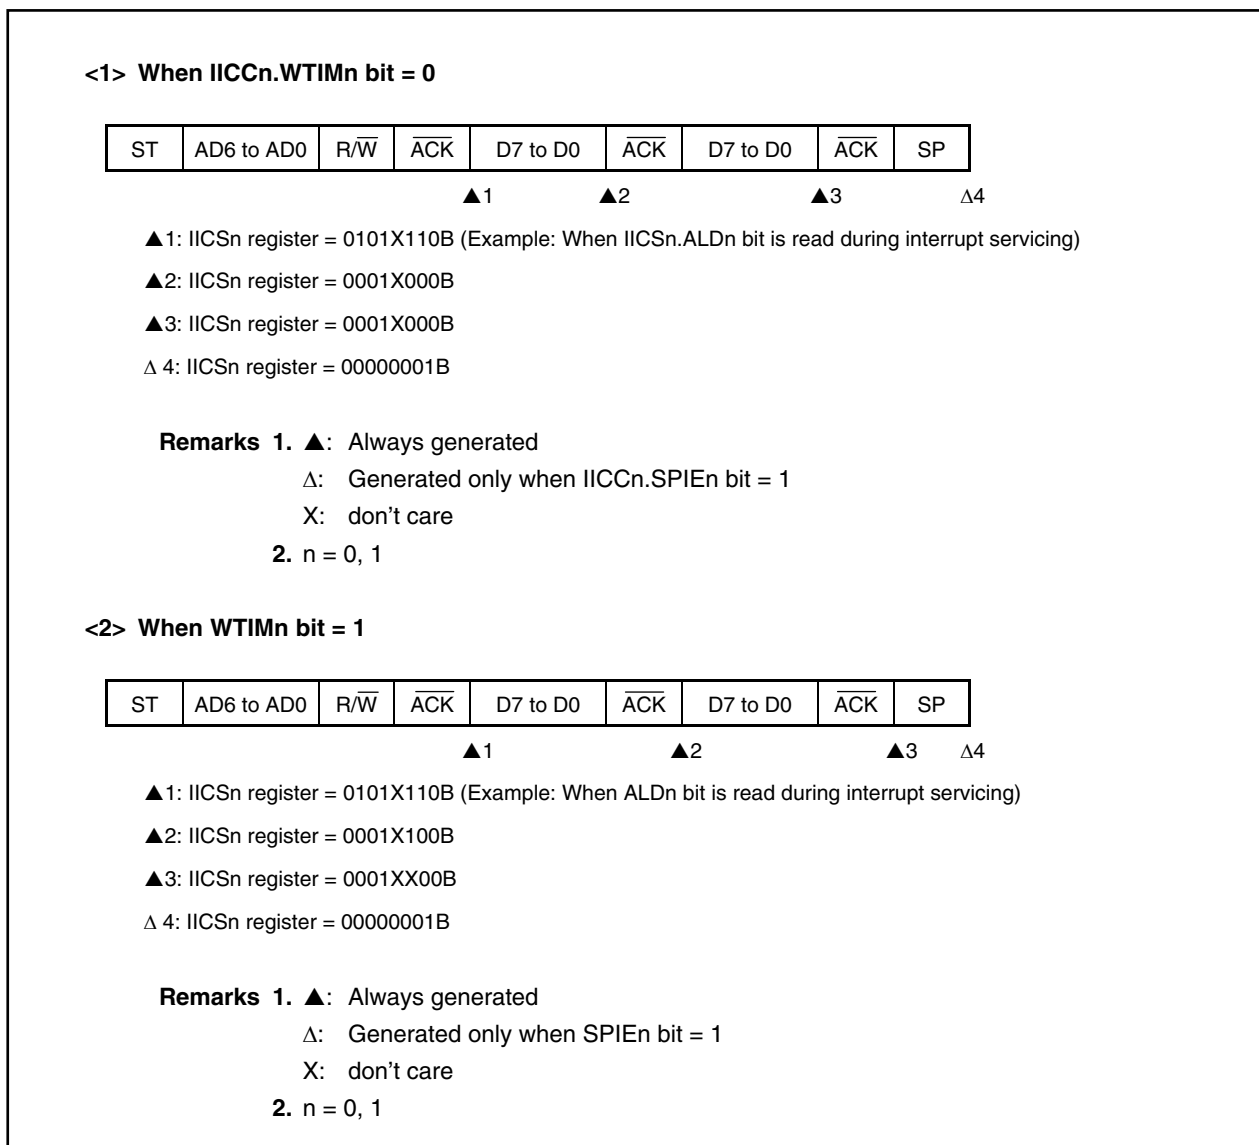 <1> When IICCn.WTIMn bit = 0
ST AD6 to AD0 R/W̅ A̅C̅K̅ D7 to D0 A̅C̅K̅ D7 to D0 A̅C̅K̅ SP
▲1 ▲2 ▲3 Δ4
▲1: IICSn register = 0101X110B (Example: When IICSn.ALDn bit is read during interrupt servicing)
▲2: IICSn register = 0001X000B
▲3: IICSn register = 0001X000B
Δ 4: IICSn register = 00000001B
Remarks 1. ▲: Always generated
Δ: Generated only when IICCn.SPIEn bit = 1
X: don't care
2. n = 0, 1
<2> When WTIMn bit = 1
ST AD6 to AD0 R/W̅ A̅C̅K̅ D7 to D0 A̅C̅K̅ D7 to D0 A̅C̅K̅ SP
▲1 ▲2 ▲3 Δ4
▲1: IICSn register = 0101X110B (Example: When ALDn bit is read during interrupt servicing)
▲2: IICSn register = 0001X100B
▲3: IICSn register = 0001XX00B
Δ 4: IICSn register = 00000001B
Remarks 1. ▲: Always generated
Δ: Generated only when SPIEn bit = 1
X: don't care
2. n = 0, 1